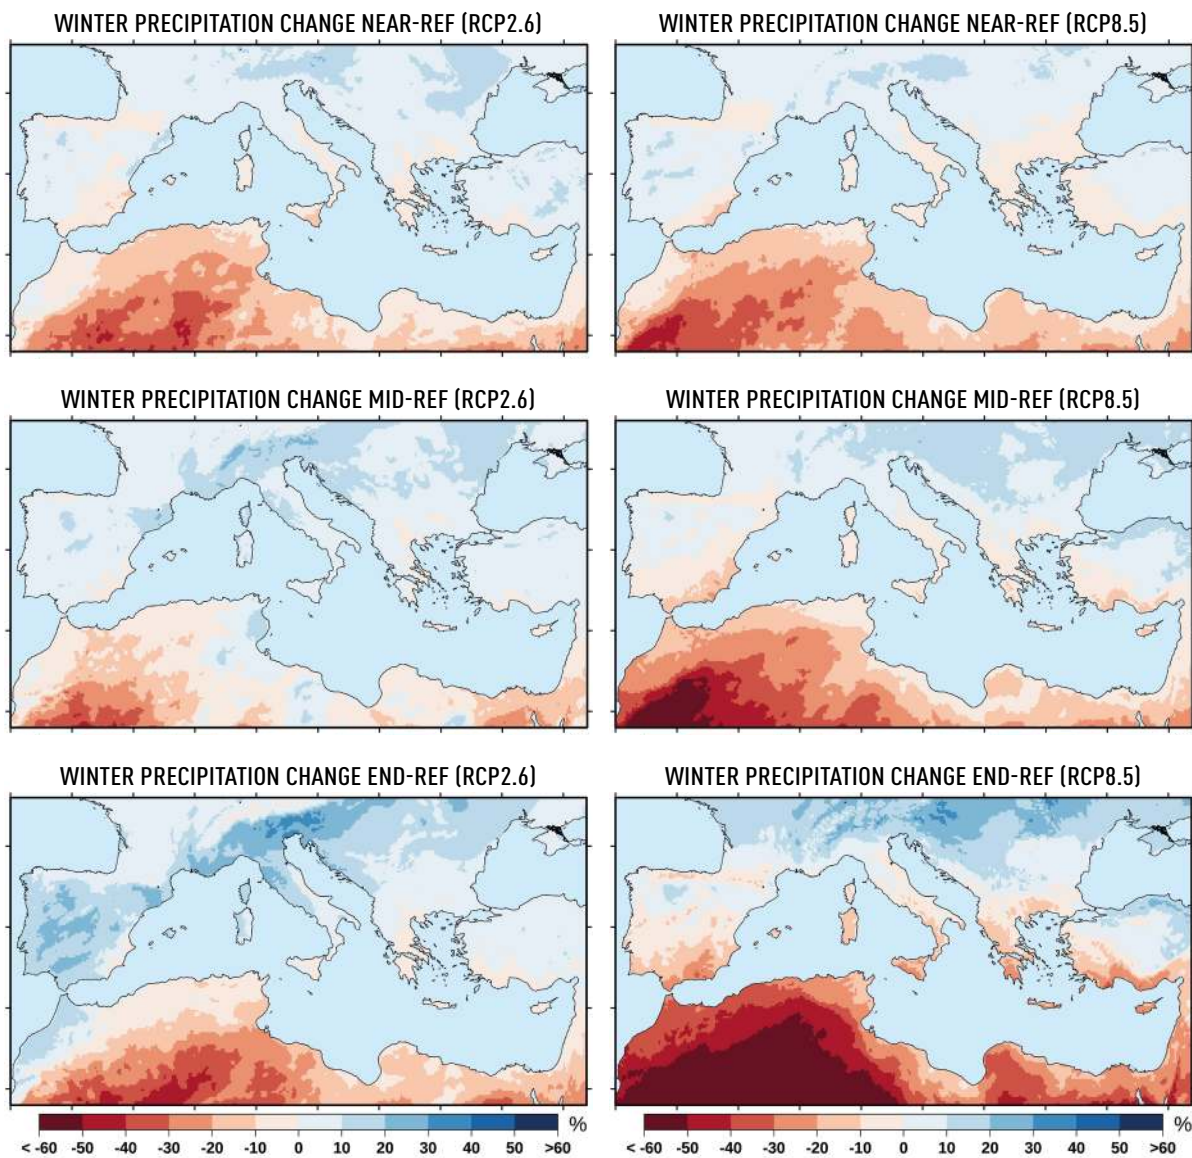 WINTER PRECIPITATION CHANGE NEAR-REF (RCP2.6)
WINTER PRECIPITATION CHANGE NEAR-REF (RCP8.5)
WINTER PRECIPITATION CHANGE MID-REF (RCP2.6)
WINTER PRECIPITATION CHANGE MID-REF (RCP8.5)
WINTER PRECIPITATION CHANGE END-REF (RCP2.6)
WINTER PRECIPITATION CHANGE END-REF (RCP8.5)
%
< -60 -50 -40 -30 -20 -10 0 10 20 30 40 50 >60
%
< -60 -50 -40 -30 -20 -10 0 10 20 30 40 50 >60